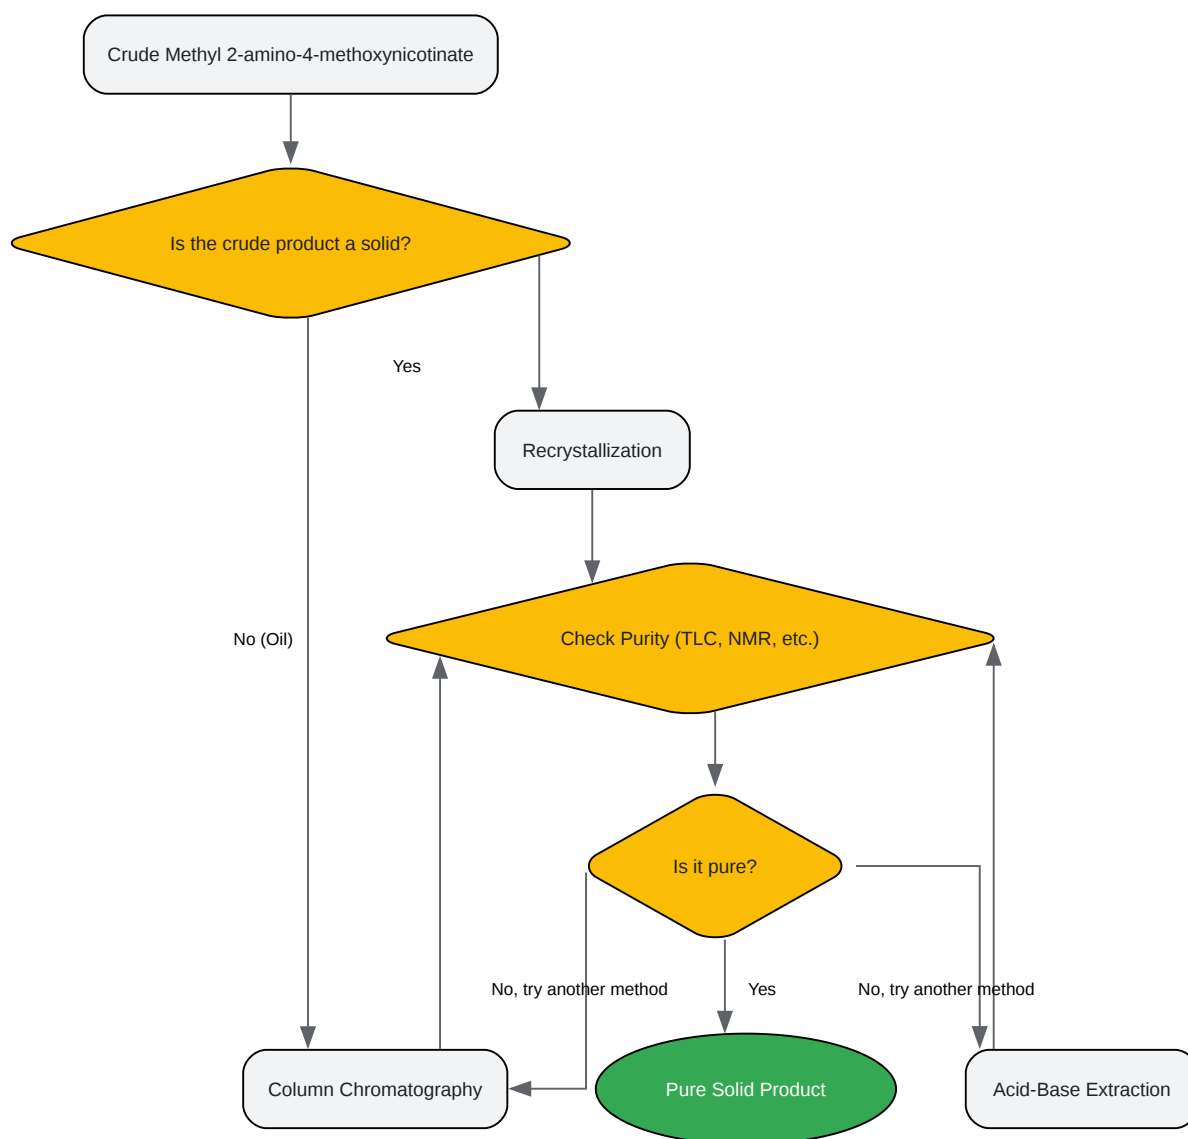 Crude Methyl 2-amino-4-methoxynicotinate
Is the crude product a solid?
Yes
Recrystallization
No (Oil)
Check Purity (TLC, NMR, etc.)
Is it pure?
No, try another method
Yes
No, try another method
Column Chromatography
Pure Solid Product
Acid-Base Extraction